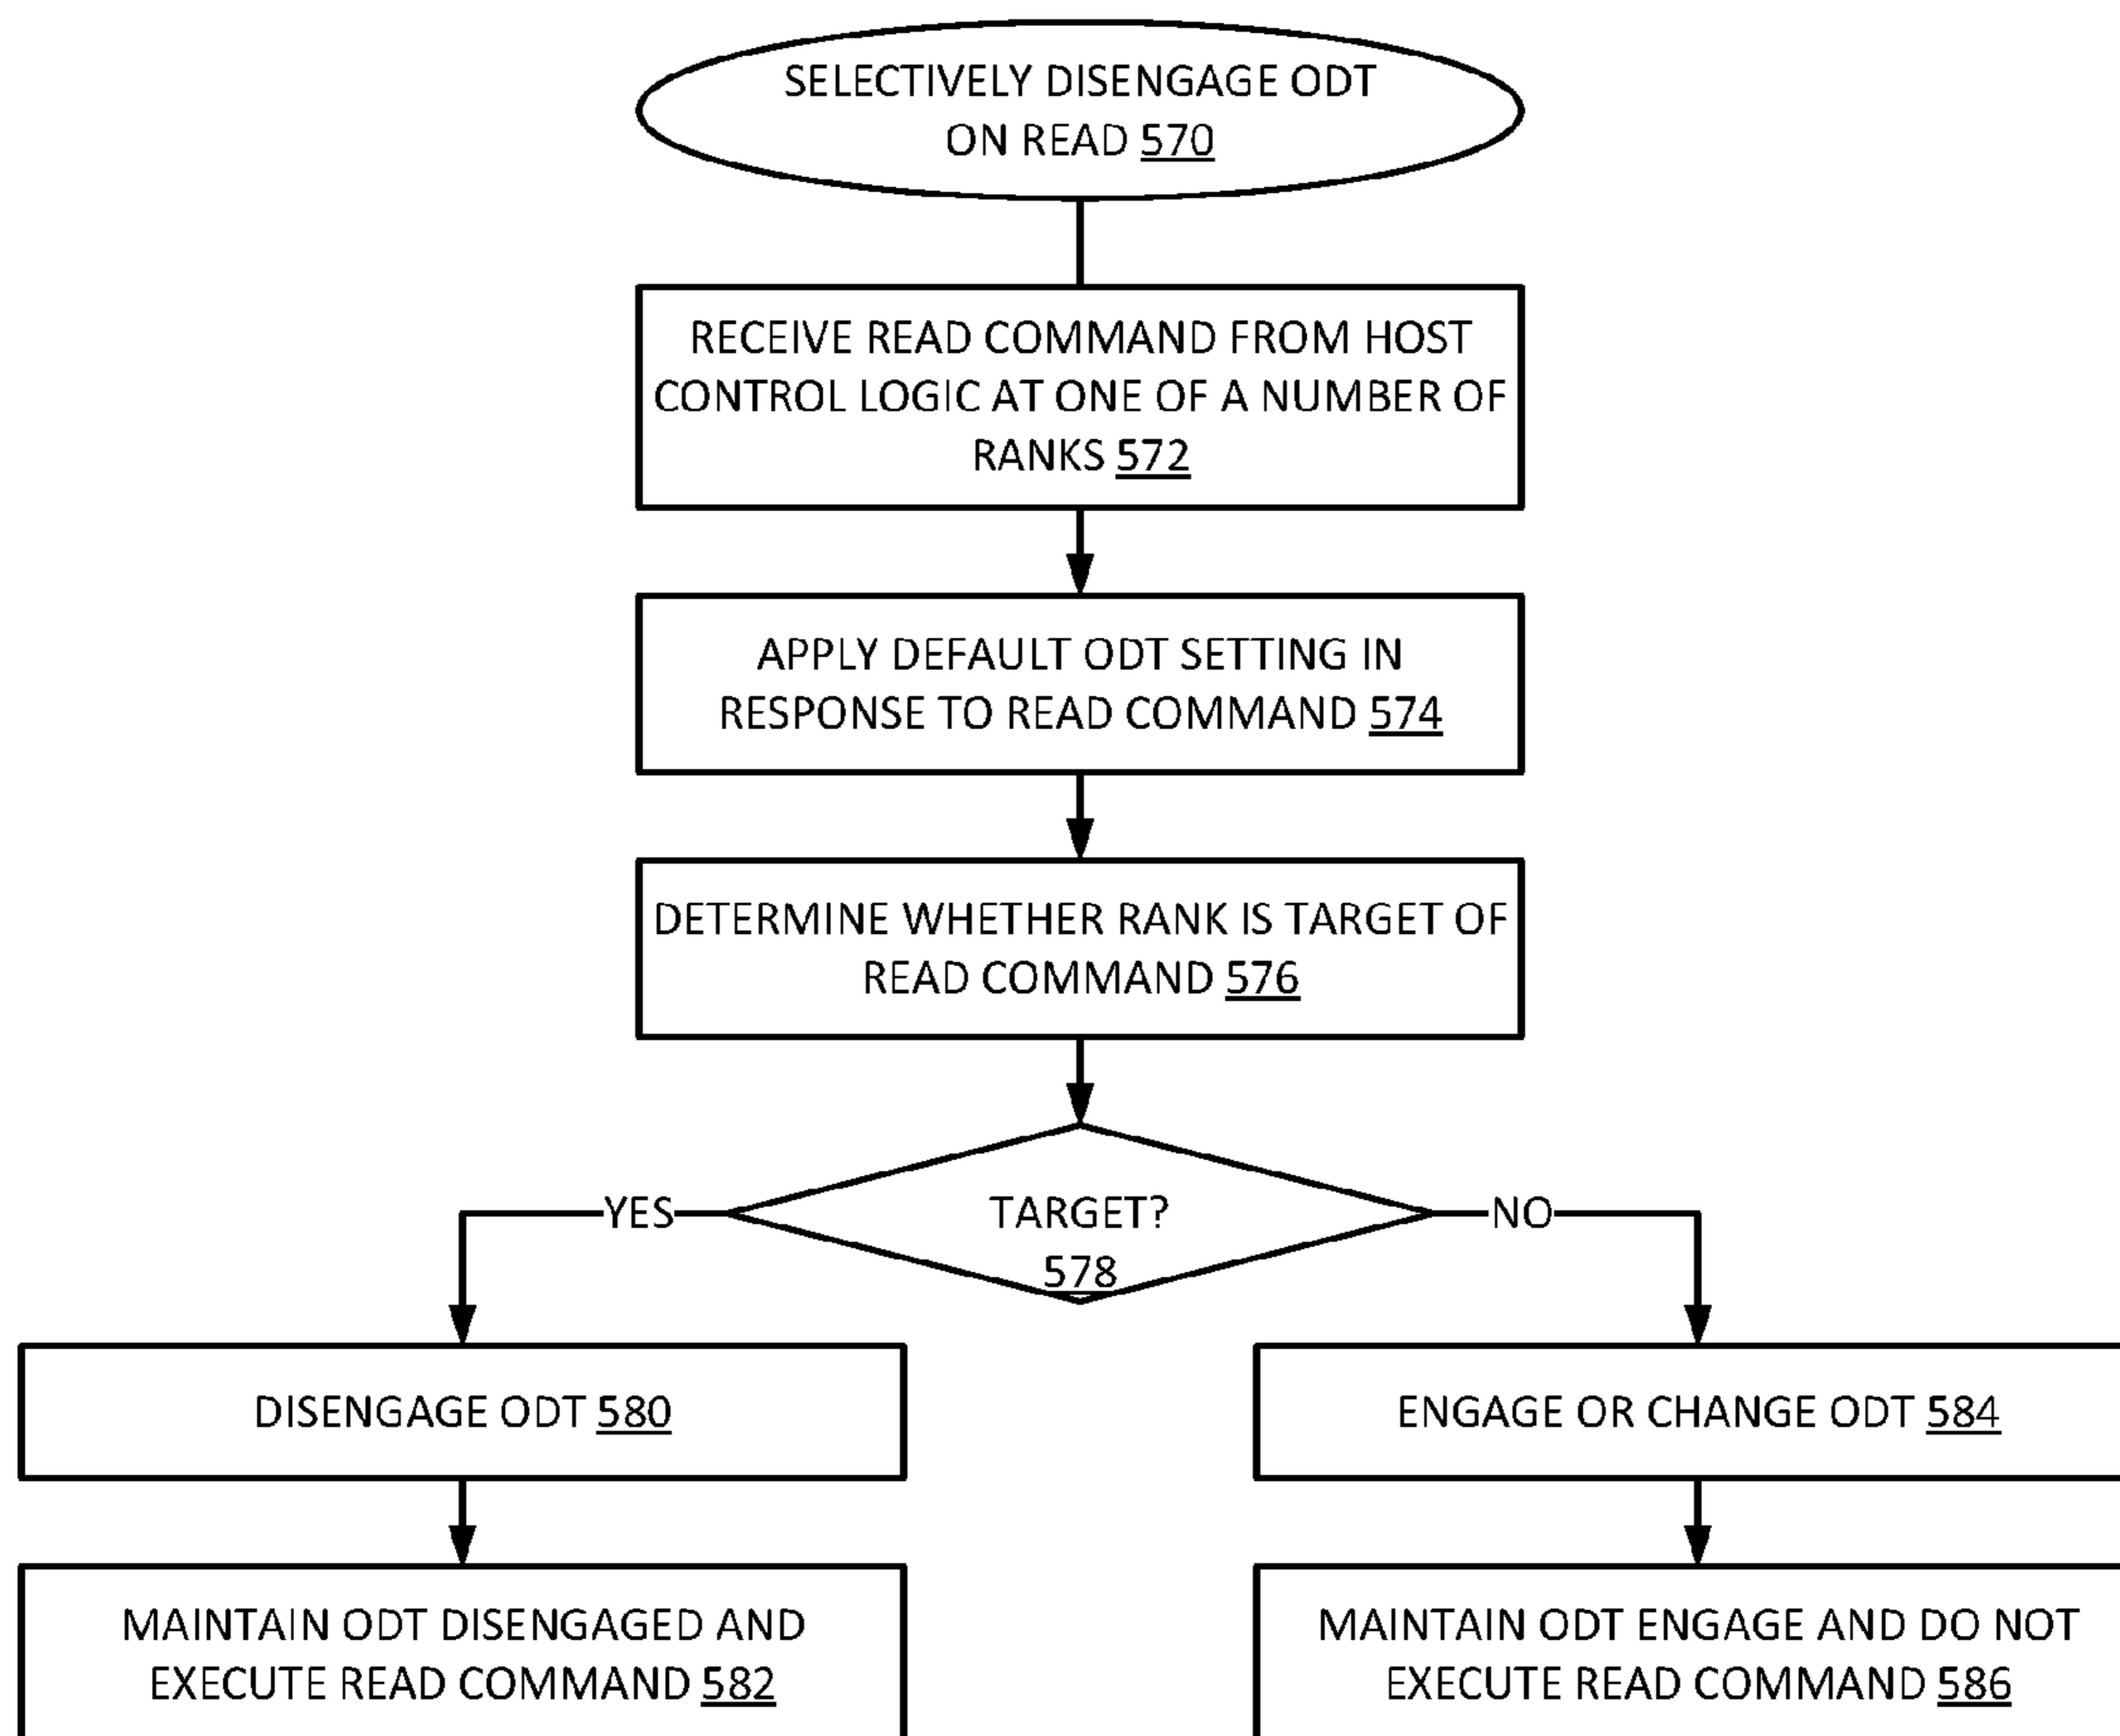 SELECTIVELY DISENGAGE ODT
ON READ 570
RECEIVE READ COMMAND FROM HOST
CONTROL LOGIC AT ONE OF A NUMBER OF
RANKS 572
APPLY DEFAULT ODT SETTING IN
RESPONSE TO READ COMMAND 574
DETERMINE WHETHER RANK IS TARGET OF
READ COMMAND 576
TARGET?
578
YES
NO
DISENGAGE ODT 580
ENGAGE OR CHANGE ODT 584
MAINTAIN ODT DISENGAGED AND
EXECUTE READ COMMAND 582
MAINTAIN ODT ENGAGE AND DO NOT
EXECUTE READ COMMAND 586